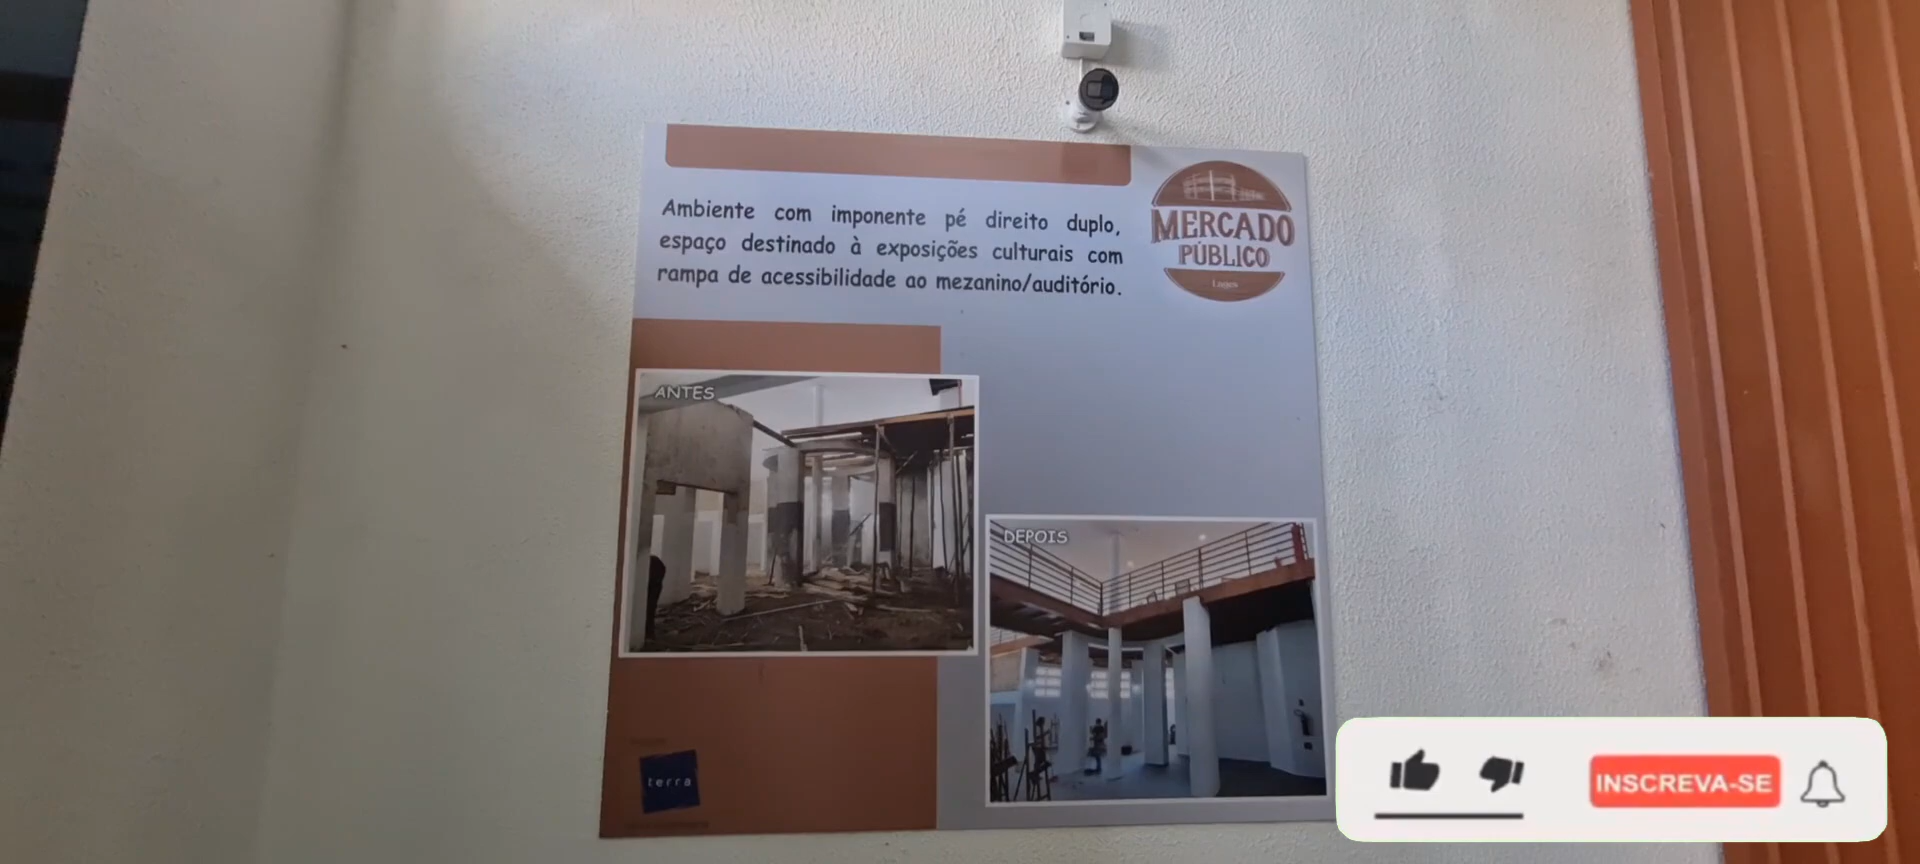 Ambiente com imponente pé direito duplo,
espaço destinado à exposições culturais com
rampa de acessibilidade ao mezanino/auditório.
MERCADO
PÚBLICO
Lages
ANTES
DEPOIS
terra
INSCREVA-SE